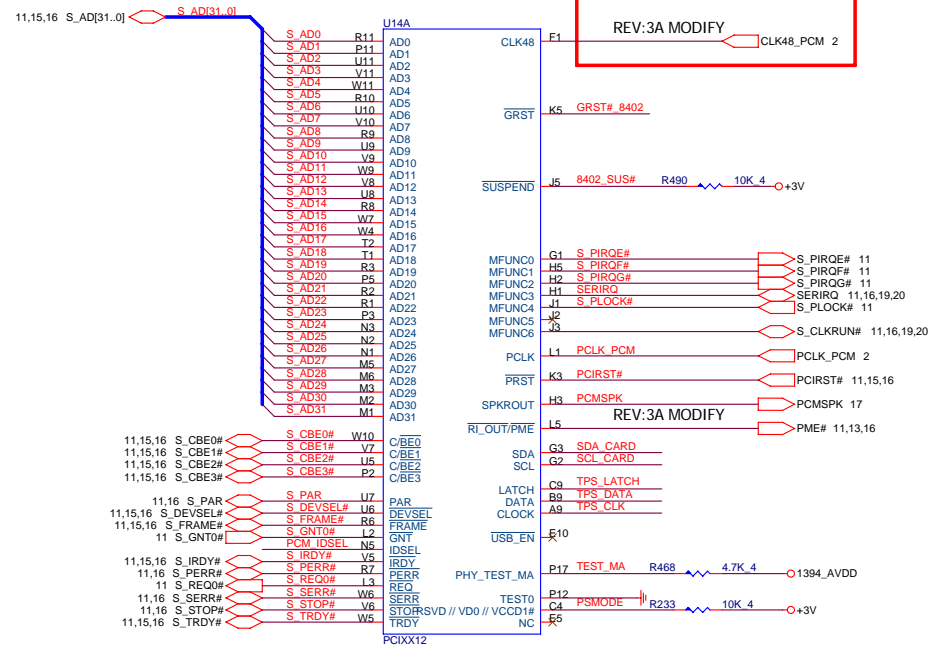 11,15,16 S_AD[31..0] S_AD[31..0]
U14A
S_AD0 R11 AD0
S_AD1 P11 AD1
S_AD2 U11 AD2
S_AD3 V11 AD3
S_AD4 W11 AD4
S_AD5 R10 AD5
S_AD6 U10 AD6
S_AD7 V10 AD7
S_AD8 R9 AD8
S_AD9 U9 AD9
S_AD10 V9 AD10
S_AD11 W9 AD11
S_AD12 V8 AD12
S_AD13 U8 AD13
S_AD14 R8 AD14
S_AD15 W7 AD15
S_AD16 W4 AD16
S_AD17 T2 AD17
S_AD18 T1 AD18
S_AD19 R3 AD19
S_AD20 P5 AD20
S_AD21 R2 AD21
S_AD22 R1 AD22
S_AD23 P3 AD23
S_AD24 N3 AD24
S_AD25 N2 AD25
S_AD26 N1 AD26
S_AD27 M5 AD27
S_AD28 M6 AD28
S_AD29 M3 AD29
S_AD30 M2 AD30
S_AD31 M1 AD31
11,15,16 S_CBE0# S_CBE0# W10 C/BE0
11,15,16 S_CBE1# S_CBE1# V7 C/BE1
11,15,16 S_CBE2# S_CBE2# U5 C/BE2
11,15,16 S_CBE3# S_CBE3# P2 C/BE3
11,16 S_PAR S_PAR U7 PAR
11,15,16 S_DEVSEL# S_DEVSEL# U6 DEVSEL
11,15,16 S_FRAME# S_FRAME# R6 FRAME
11 S_GNT0# S_GNT0# L2 GNT
PCM_IDSEL N5 IDSEL
11,15,16 S_IRDY# S_IRDY# V5 IRDY
11,16 S_PERR# S_PERR# R7 PERR
11 S_REQ0# S_REQ0# L3 REQ
11,16 S_SERR# S_SERR# W6 SERR
11,16 S_STOP# S_STOP# V6 STOP
11,15,16 S_TRDY# S_TRDY# W5 TRDY
PCIXX12
REV:3A MODIFY
CLK48 F1 CLK48_PCM 2
GRST K5 GRST#_8402
SUSPEND J5 8402_SUS# R490 10K_4 +3V
MFUNC0 G1 S_PIRQE# S_PIRQE# 11
MFUNC1 H5 S_PIRQF# S_PIRQF# 11
MFUNC2 H2 S_PIRQG# S_PIRQG# 11
MFUNC3 H1 SERIRQ SERIRQ 11,16,19,20
MFUNC4 J1 S_PLOCK# S_PLOCK# 11
MFUNC5 J2
MFUNC6 J3 S_CLKRUN# 11,16,19,20
PCLK L1 PCLK_PCM PCLK_PCM 2
PRST K3 PCIRST# PCIRST# 11,15,16
SPKROUT H3 PCMSPK PCMSPK 17
REV:3A MODIFY
RI_OUT/PME L5 PME# 11,13,16
SDA G3 SDA_CARD
SCL G2 SCL_CARD
LATCH C9 TPS_LATCH
DATA B9 TPS_DATA
CLOCK A9 TPS_CLK
USB_EN E10
PHY_TEST_MA P17 TEST_MA R468 4.7K_4 1394_AVDD
TEST0 P12
RSVD // VD0 // VCCD1# C4 PSMODE R233 10K_4 +3V
NC E5